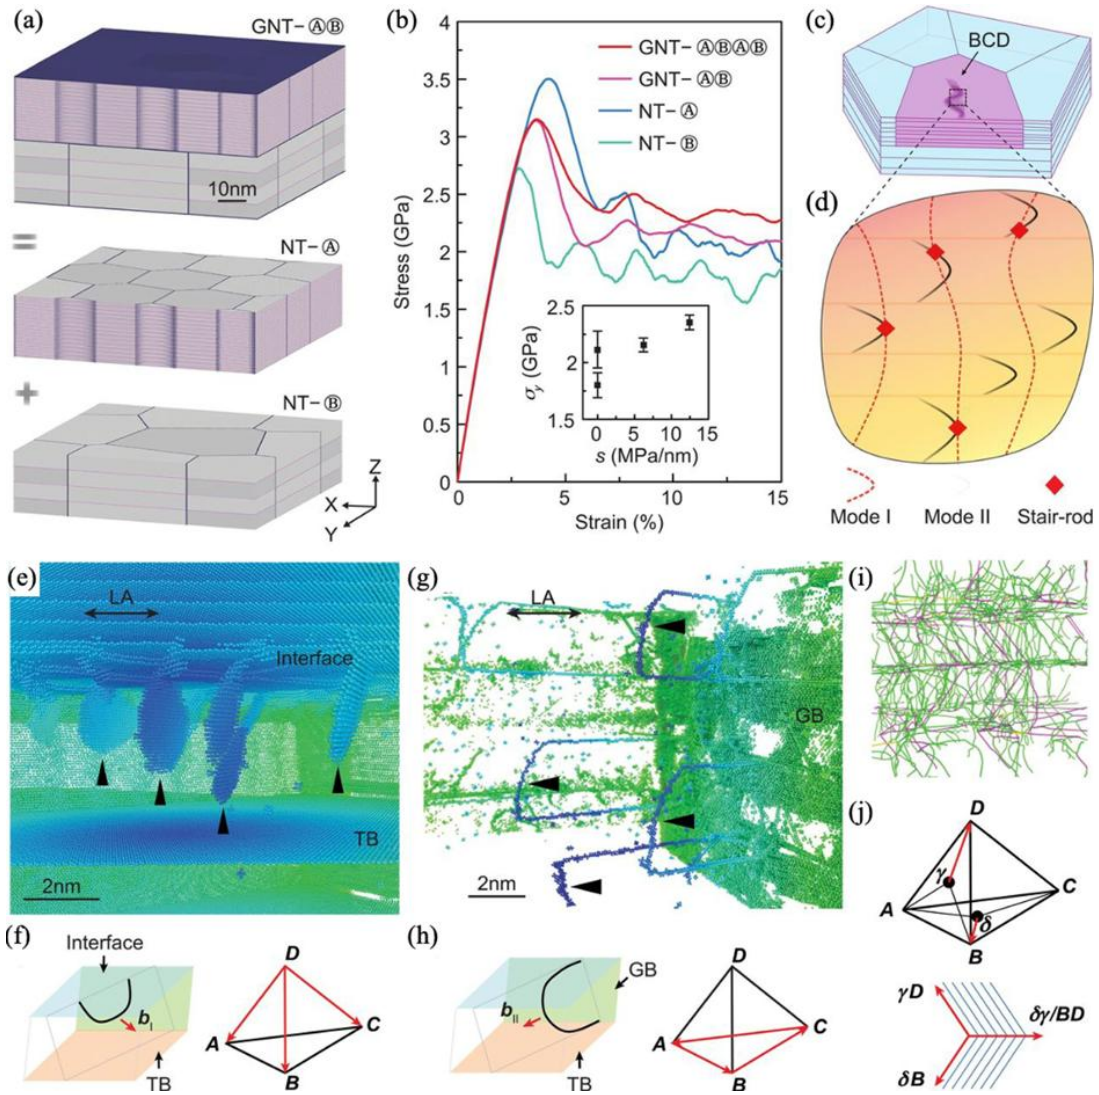 (a)
GNT–ⒶⒷ
10nm
=
NT–Ⓐ
+
NT–Ⓑ
Z
X
Y
(b)
Stress (GPa)
4
3.5
3
2.5
2
1.5
1
0.5
0
0 5 10 15
Strain (%)
GNT–ⒶⒷⒶⒷ
GNT–ⒶⒷ
NT–Ⓐ
NT–Ⓑ
σy (GPa)
2.5
2
1.5
0 5 10 15
s (MPa/nm)
(c)
BCD
(d)
Mode I Mode II Stair-rod
(e)
LA
Interface
TB
2nm
(g)
LA
GB
2nm
(i)
(j)
D
γ
A
C
δ
B
γD
δγ/BD
δB
(f)
Interface
bI
TB
D
A
C
B
(h)
GB
bII
TB
D
A
C
B